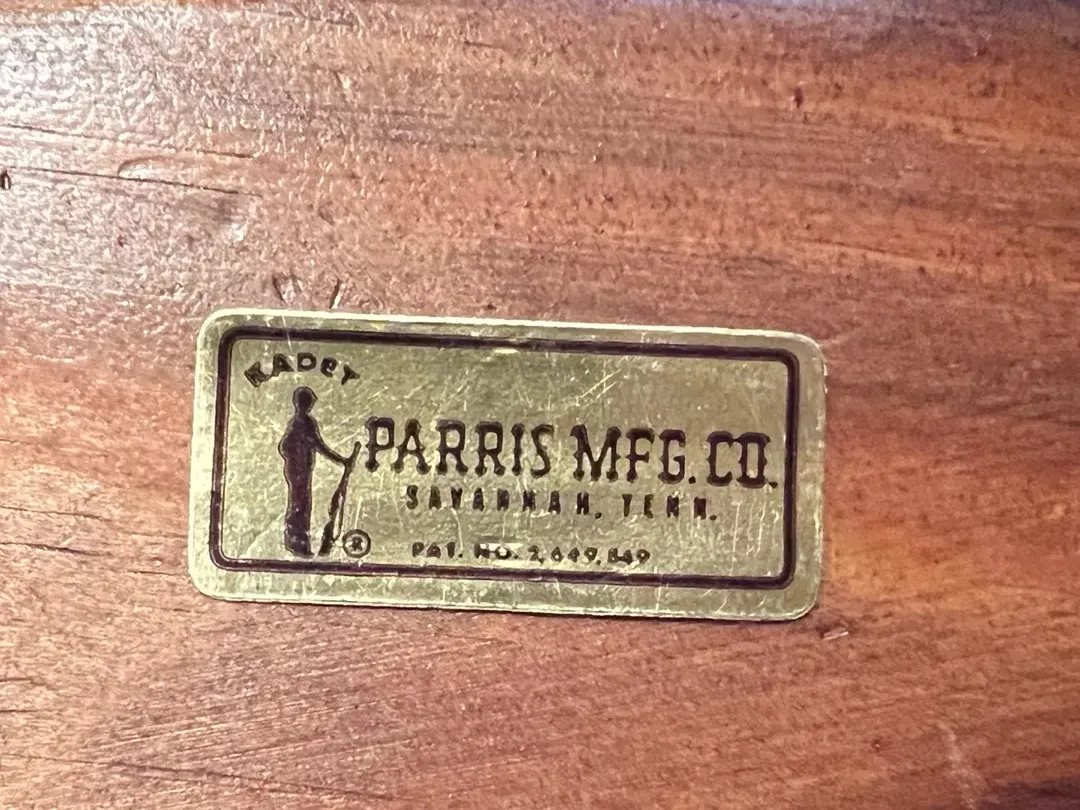 KADET
PARRIS MFG. CO.
SAVANNAH, TENN.
®
PAT. NO. 2,649,849